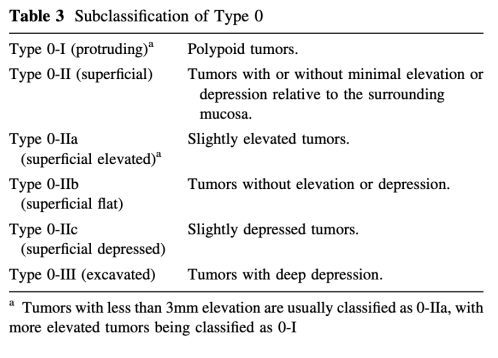 Table 3 Subclassification of Type 0
Type 0-I (protruding)a Polypoid tumors.
Type 0-II (superficial) Tumors with or without minimal elevation or
depression relative to the surrounding
mucosa.
Type 0-IIa Slightly elevated tumors.
(superficial elevated)a
Type 0-IIb Tumors without elevation or depression.
(superficial flat)
Type 0-IIc Slightly depressed tumors.
(superficial depressed)
Type 0-III (excavated) Tumors with deep depression.
a Tumors with less than 3mm elevation are usually classified as 0-IIa, with
more elevated tumors being classified as 0-I